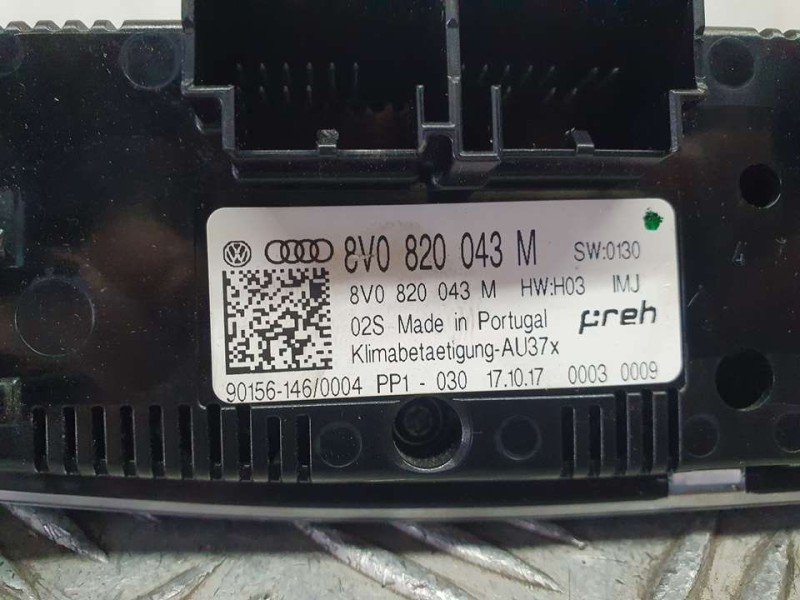 8V0 820 043 M SW:0130
8V0 820 043 M HW:H03 IMJ
02S Made in Portugal preh
Klimabetaetigung-AU37x
90156-146/0004 PP1 - 030 17.10.17 0003 0009